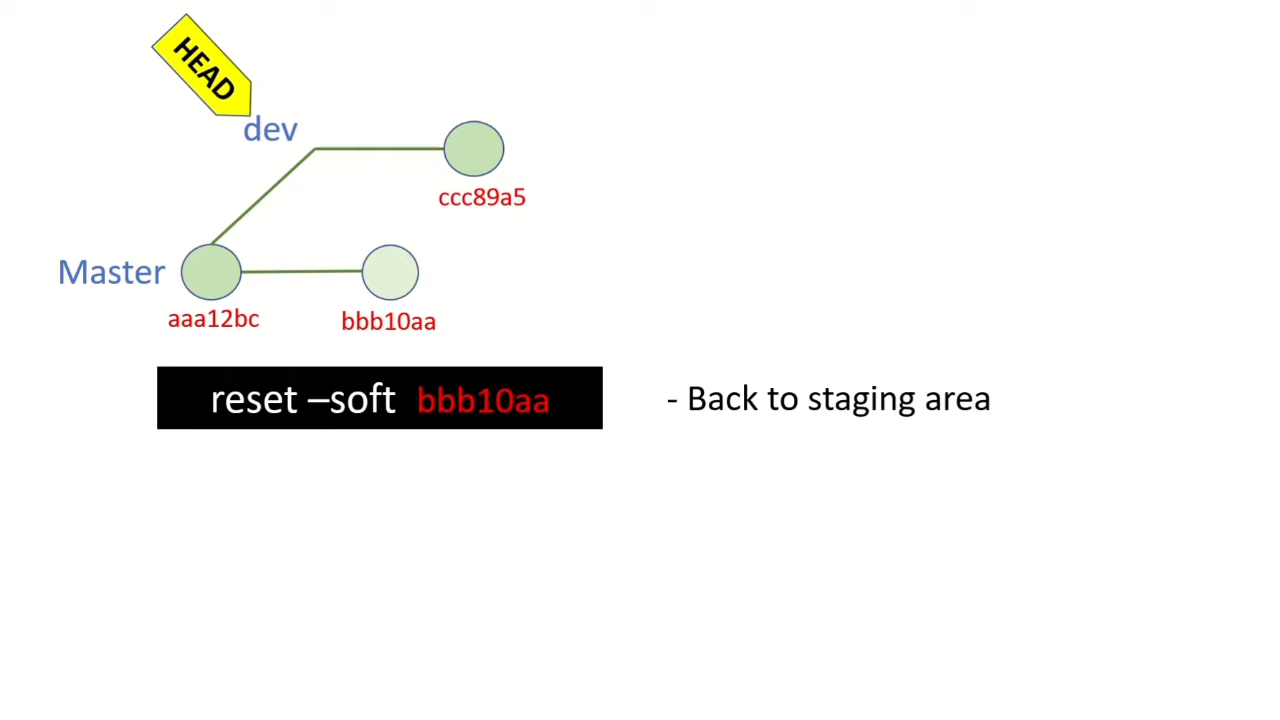 HEAD
dev
ccc89a5
Master
aaa12bc
bbb10aa
reset –soft bbb10aa
- Back to staging area